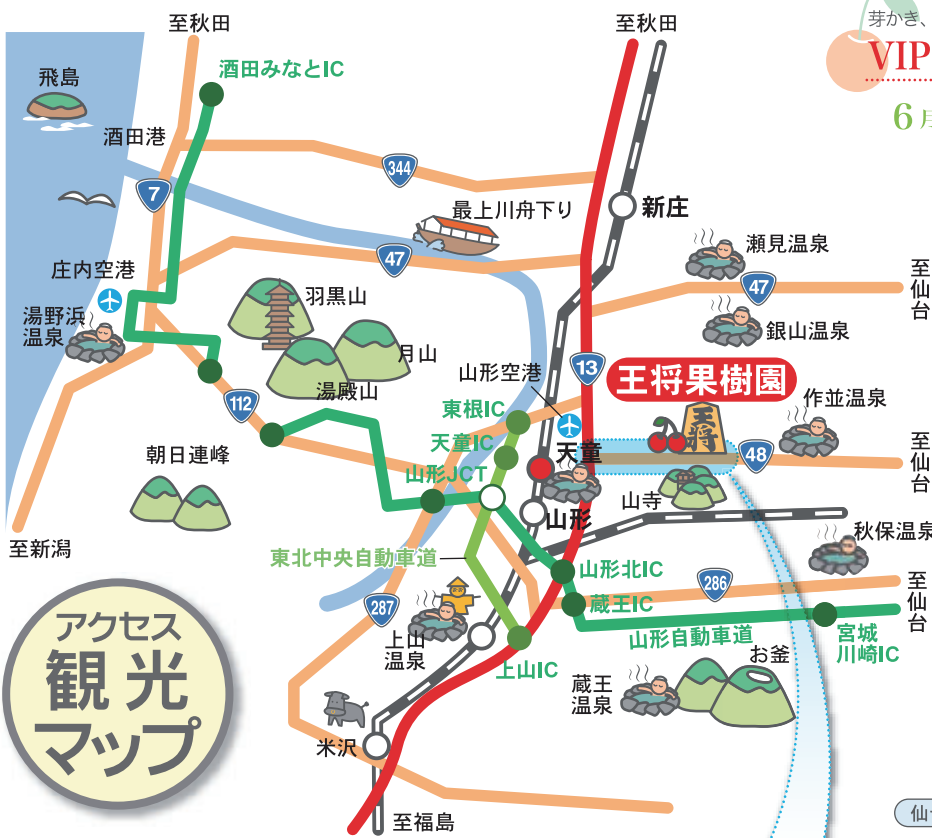 至秋田
至秋田
芽かき、
VIP
6月
酒田みなとIC
飛島
酒田港
344
7
新庄
最上川舟下り
瀬見温泉
47
47
至仙台
庄内空港
羽黒山
湯野浜
温泉
銀山温泉
月山
13
山形空港
王将果樹園
湯殿山
112
東根IC
王将
作並温泉
天童IC
天童
48
至仙台
朝日連峰
山形JCT
山寺
山形
秋保温泉
至新潟
東北中央自動車道
山形北IC
286
至仙台
287
蔵王IC
上山
温泉
山形自動車道
宮城
川崎IC
上山IC
お釜
蔵王
温泉
アクセス
観光
マップ
米沢
至福島